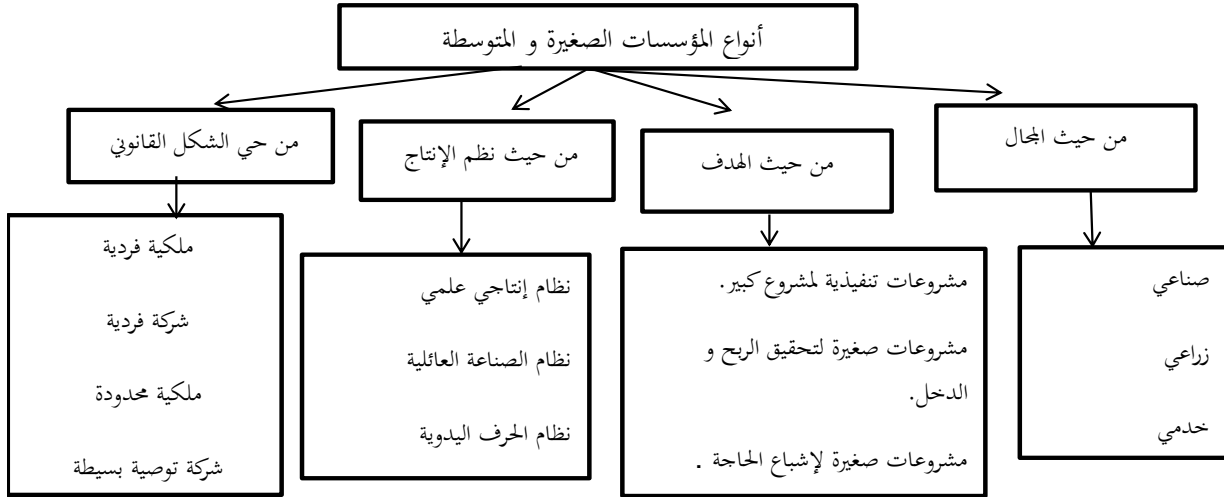 أنواع المؤسسات الصغيرة و المتوسطة
من حيث المجال
من حيث الهدف
من حيث نظم الإنتاج
من حي الشكل القانوني
صناعي
زراعي
خدمي
مشروعات تنفيذية لمشروع كبير.
مشروعات صغيرة لتحقيق الربح و
الدخل.
مشروعات صغيرة لإشباع الحاجة .
نظام إنتاجي علمي
نظام الصناعة العائلية
نظام الحرف اليدوية
ملكية فردية
شركة فردية
ملكية محدودة
شركة توصية بسيطة